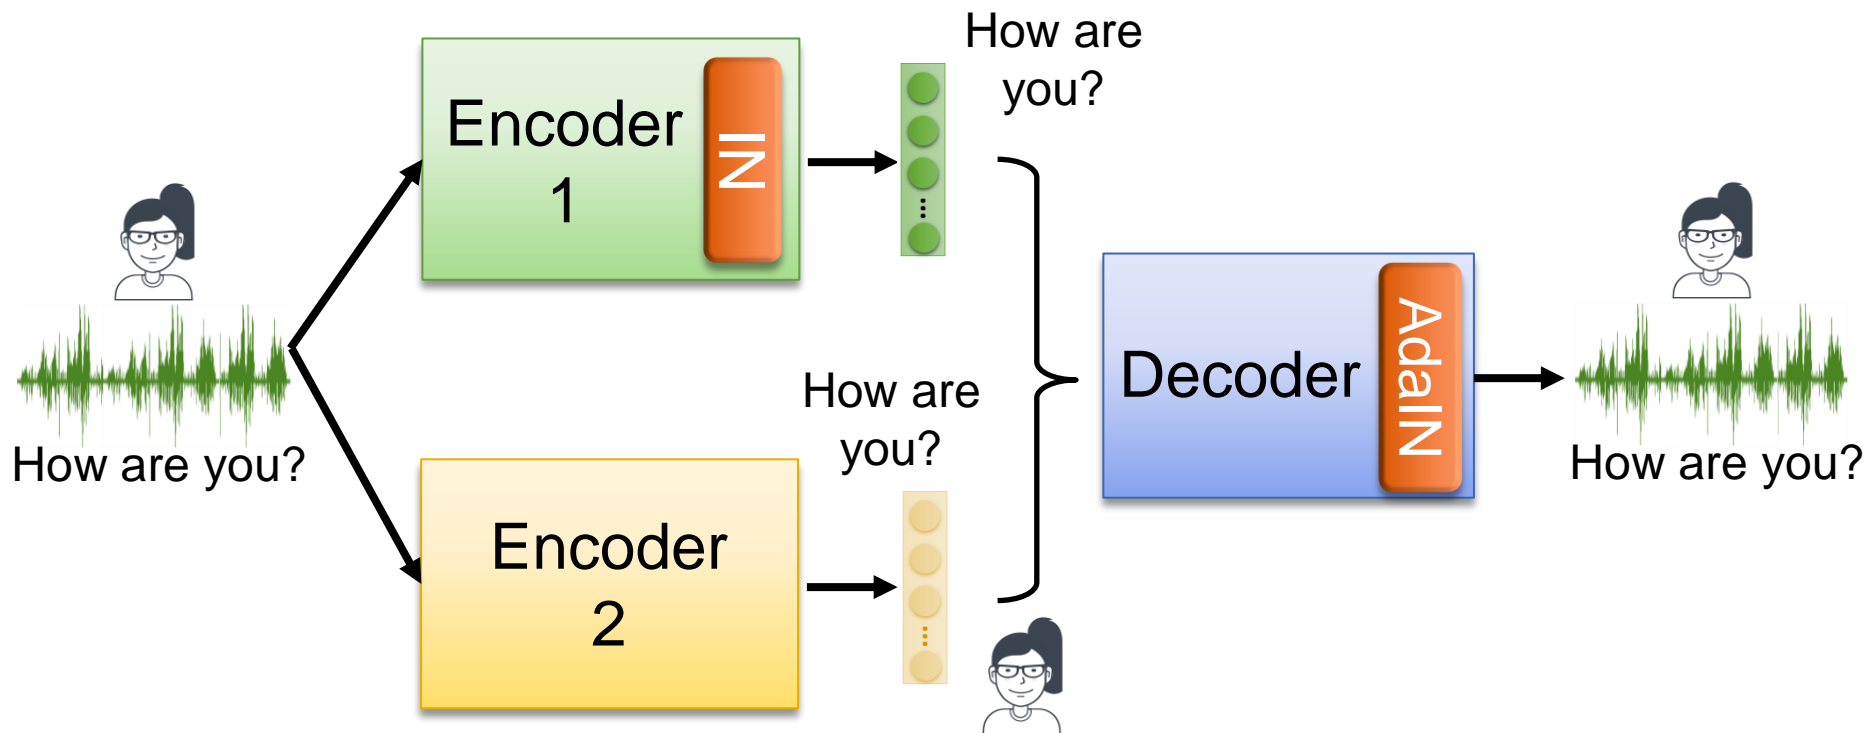 How are you?
Encoder
1
IN
How are
you?
Encoder
2
How are
you?
Decoder
AdaIN
How are you?